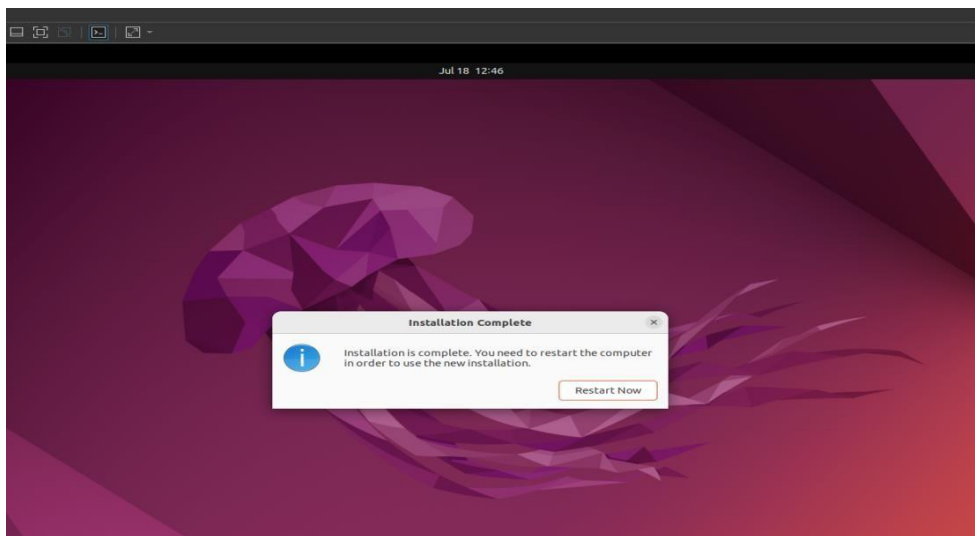 Jul 18 12:46
Installation Complete
Installation is complete. You need to restart the computer
in order to use the new installation.
Restart Now